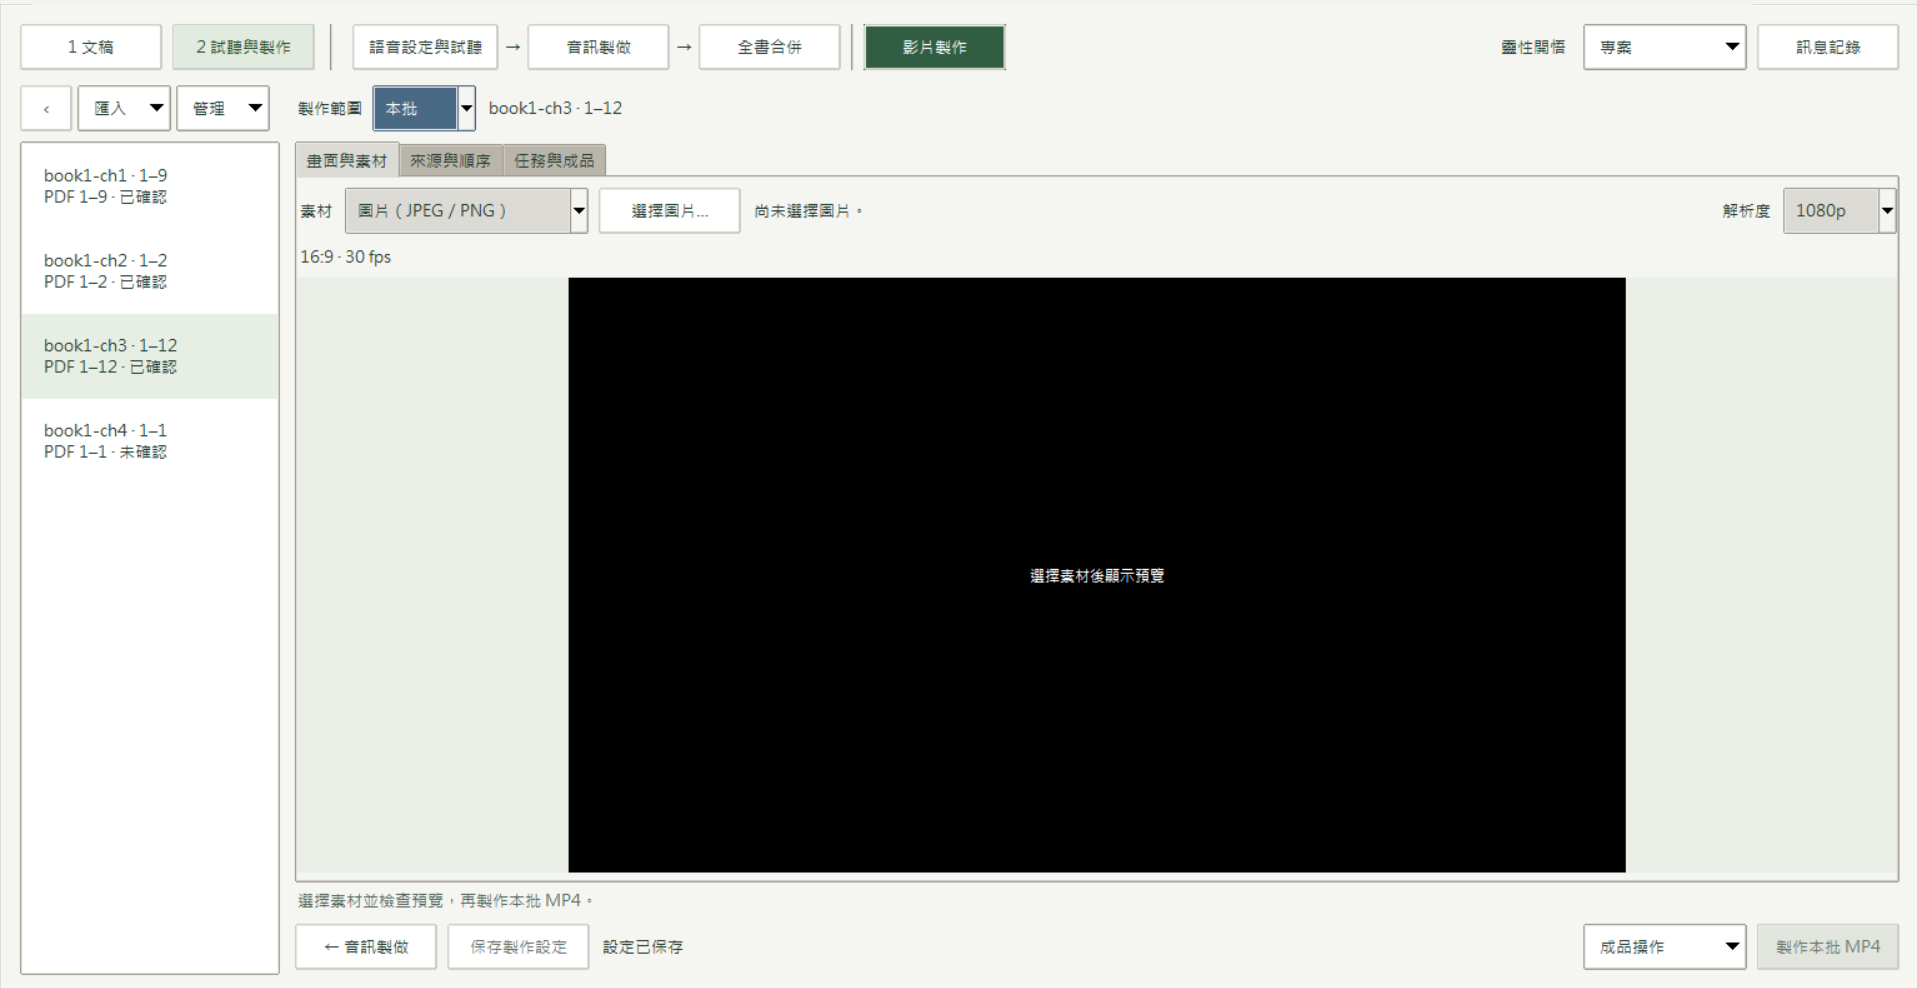 1 文稿
2 試聽與製作
語音設定與試聽
→
音訊製做
→
全書合併
影片製作
靈性開悟
專案
訊息記錄
‹
匯入
管理
製作範圍
本批
book1-ch3 · 1–12
book1-ch1 · 1–9
PDF 1–9 · 已確認
book1-ch2 · 1–2
PDF 1–2 · 已確認
book1-ch3 · 1–12
PDF 1–12 · 已確認
book1-ch4 · 1–1
PDF 1–1 · 未確認
畫面與素材
來源與順序
任務與成品
素材
圖片（JPEG / PNG）
選擇圖片...
尚未選擇圖片。
解析度
1080p
16:9 · 30 fps
選擇素材後顯示預覽
選擇素材並檢查預覽，再製作本批 MP4。
← 音訊製做
保存製作設定
設定已保存
成品操作
製作本批 MP4